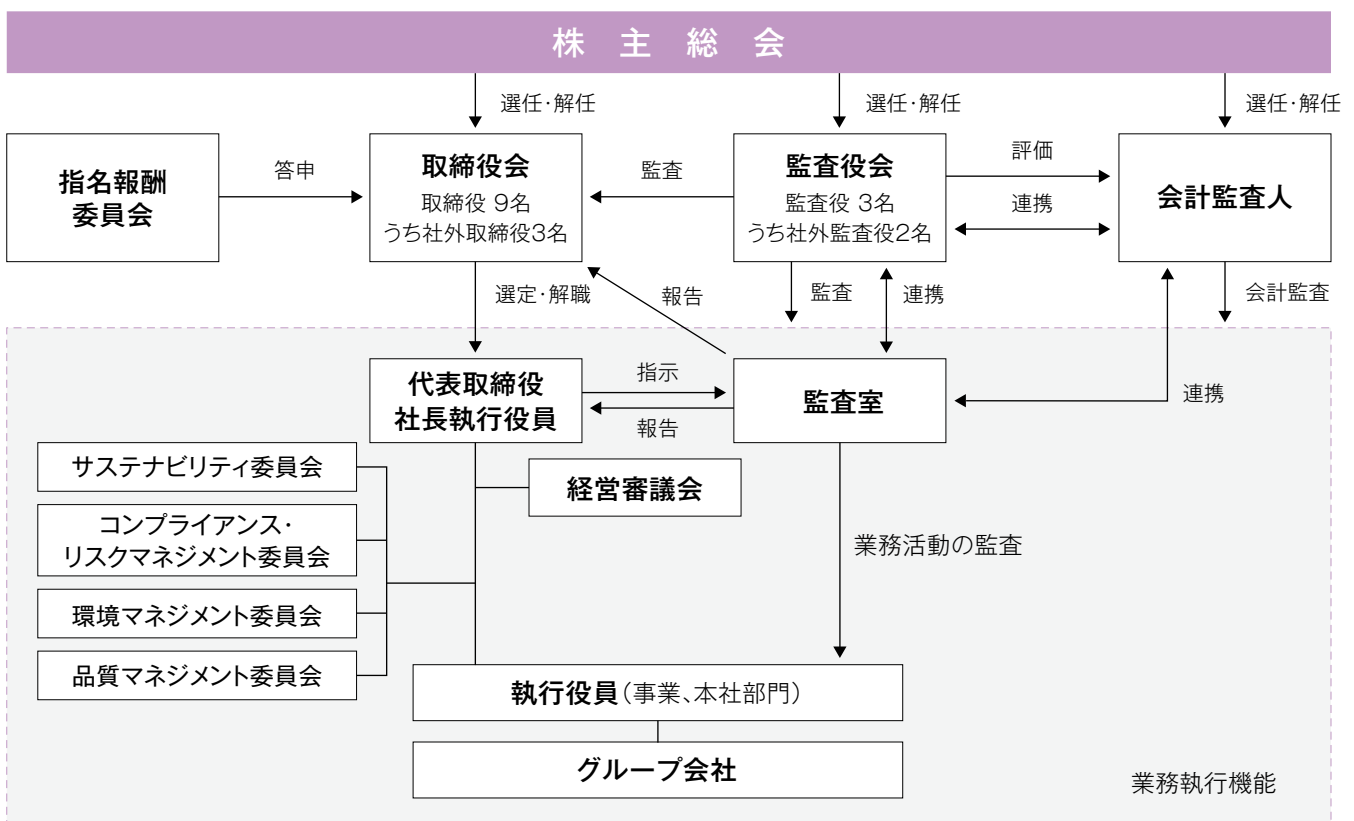 株主総会
選任・解任
選任・解任
選任・解任
指名報酬
委員会
答申
取締役会
取締役 9名
うち社外取締役3名
監査
監査役会
監査役 3名
うち社外監査役2名
評価
連携
会計監査人
選定・解職
報告
監査
連携
会計監査
代表取締役
社長執行役員
指示
報告
監査室
連携
サステナビリティ委員会
経営審議会
コンプライアンス・
リスクマネジメント委員会
業務活動の監査
環境マネジメント委員会
品質マネジメント委員会
執行役員（事業、本社部門）
グループ会社
業務執行機能